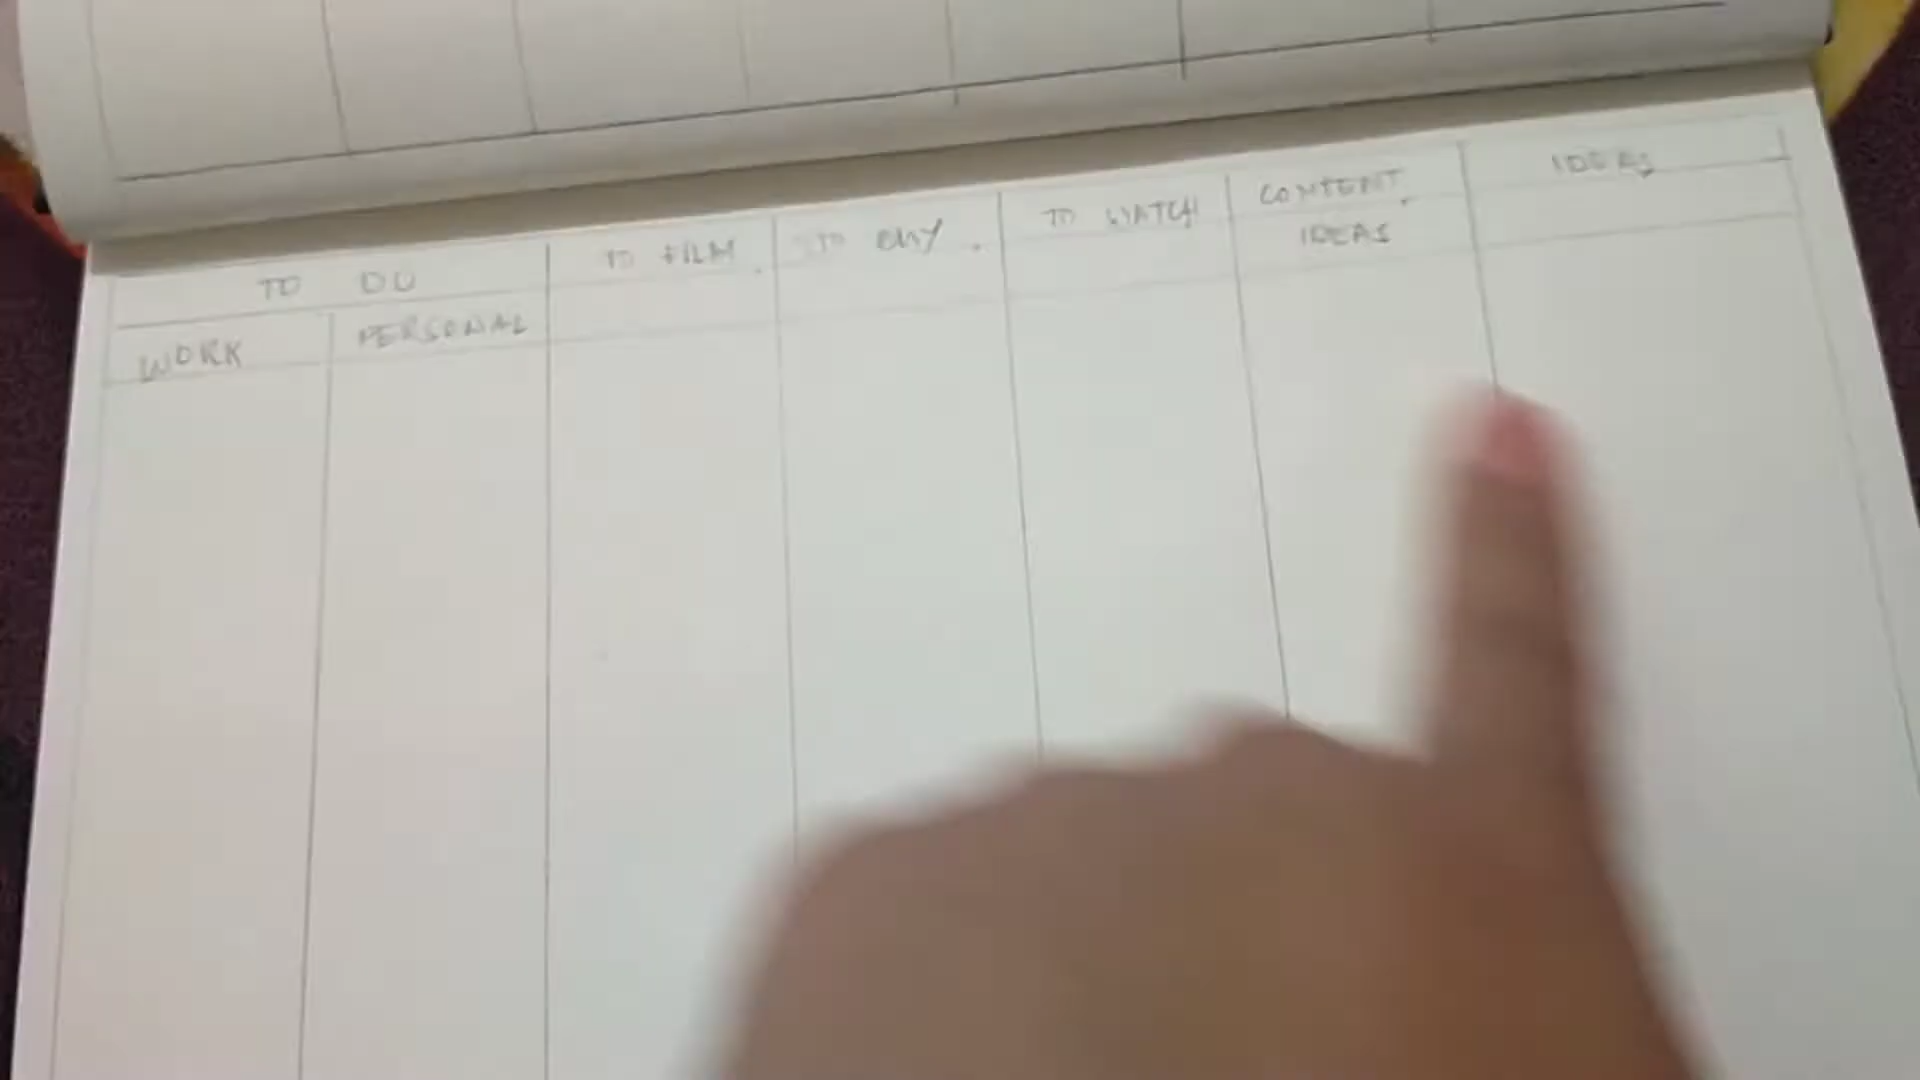 TO DO
WORK
PERSONAL
TO FILM
TO BUY
TO WATCH
CONTENT
IDEAS
IDEAS